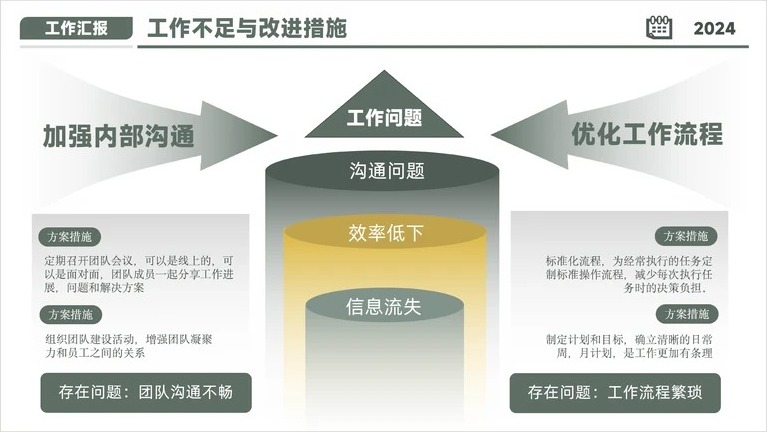 工作汇报
工作不足与改进措施
2024
加强内部沟通
工作问题
优化工作流程
沟通问题
效率低下
信息流失
方案措施
定期召开团队会议，可以是线上的，可
以是面对面，团队成员一起分享工作进
展，问题和解决方案
方案措施
组织团队建设活动，增强团队凝聚
力和员工之间的关系
存在问题：团队沟通不畅
方案措施
标准化流程，为经常执行的任务定
制标准操作流程，减少每次执行任
务时的决策负担。
方案措施
制定计划和目标，确立清晰的日常
周，月计划，是工作更加有条理
存在问题：工作流程繁琐